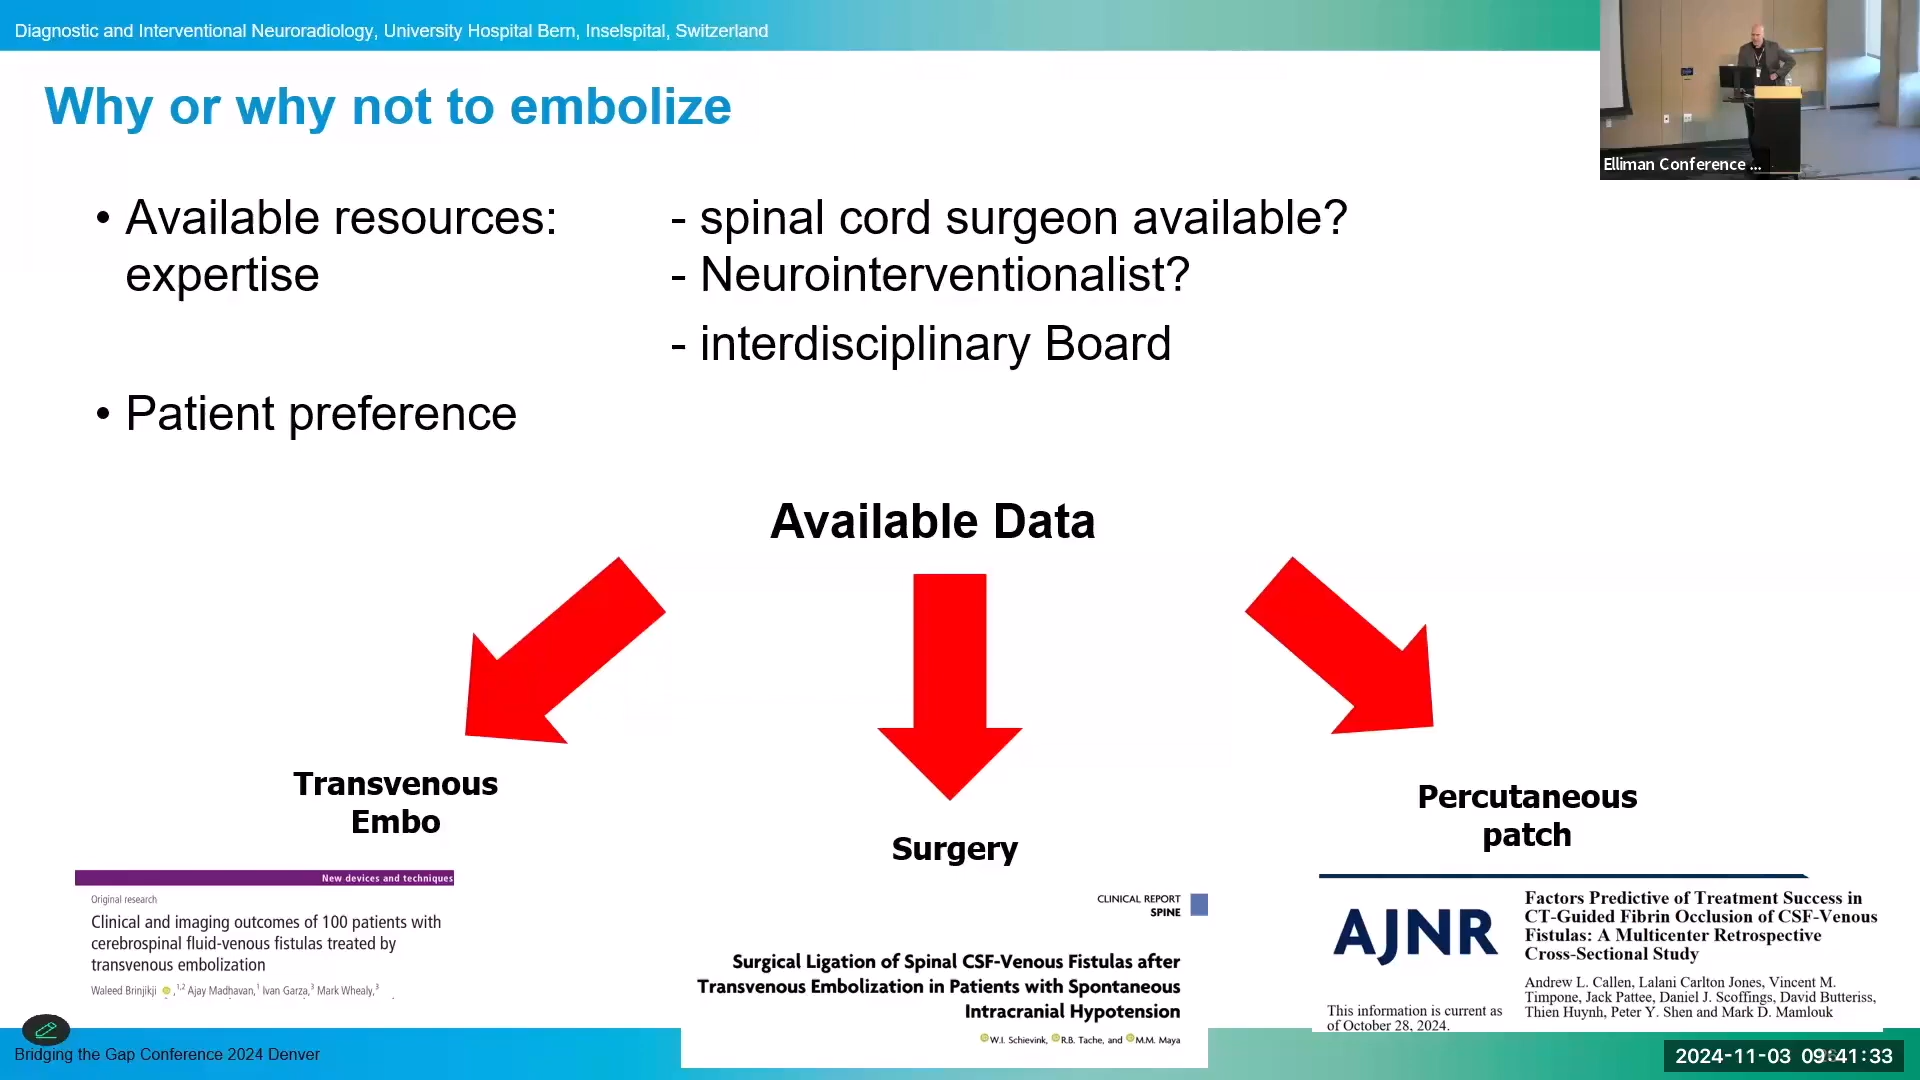 Diagnostic and Interventional Neuroradiology, University Hospital Bern, Inselspital, Switzerland
Elliman Conference ...
Why or why not to embolize
• Available resources:
expertise
- spinal cord surgeon available?
- Neurointerventionalist?
- interdisciplinary Board
• Patient preference
Available Data
Transvenous
Embo
Surgery
Percutaneous
patch
New devices and techniques
Original research
Clinical and imaging outcomes of 100 patients with
cerebrospinal fluid-venous fistulas treated by
transvenous embolization
Waleed Brinjikji ,1,2 Ajay Madhavan,1 Ivan Garza,3 Mark Whealy,3
CLINICAL REPORT
SPINE
Surgical Ligation of Spinal CSF-Venous Fistulas after
Transvenous Embolization in Patients with Spontaneous
Intracranial Hypotension
W.I. Schievink, R.B. Tache, and M.M. Maya
AJNR
This information is current as
of October 28, 2024.
Factors Predictive of Treatment Success in
CT-Guided Fibrin Occlusion of CSF-Venous
Fistulas: A Multicenter Retrospective
Cross-Sectional Study
Andrew L. Callen, Lalani Carlton Jones, Vincent M.
Timpone, Jack Pattee, Daniel J. Scoffings, David Butteriss,
Thien Huynh, Peter Y. Shen and Mark D. Mamlouk
Bridging the Gap Conference 2024 Denver
2024-11-03 09:41:33